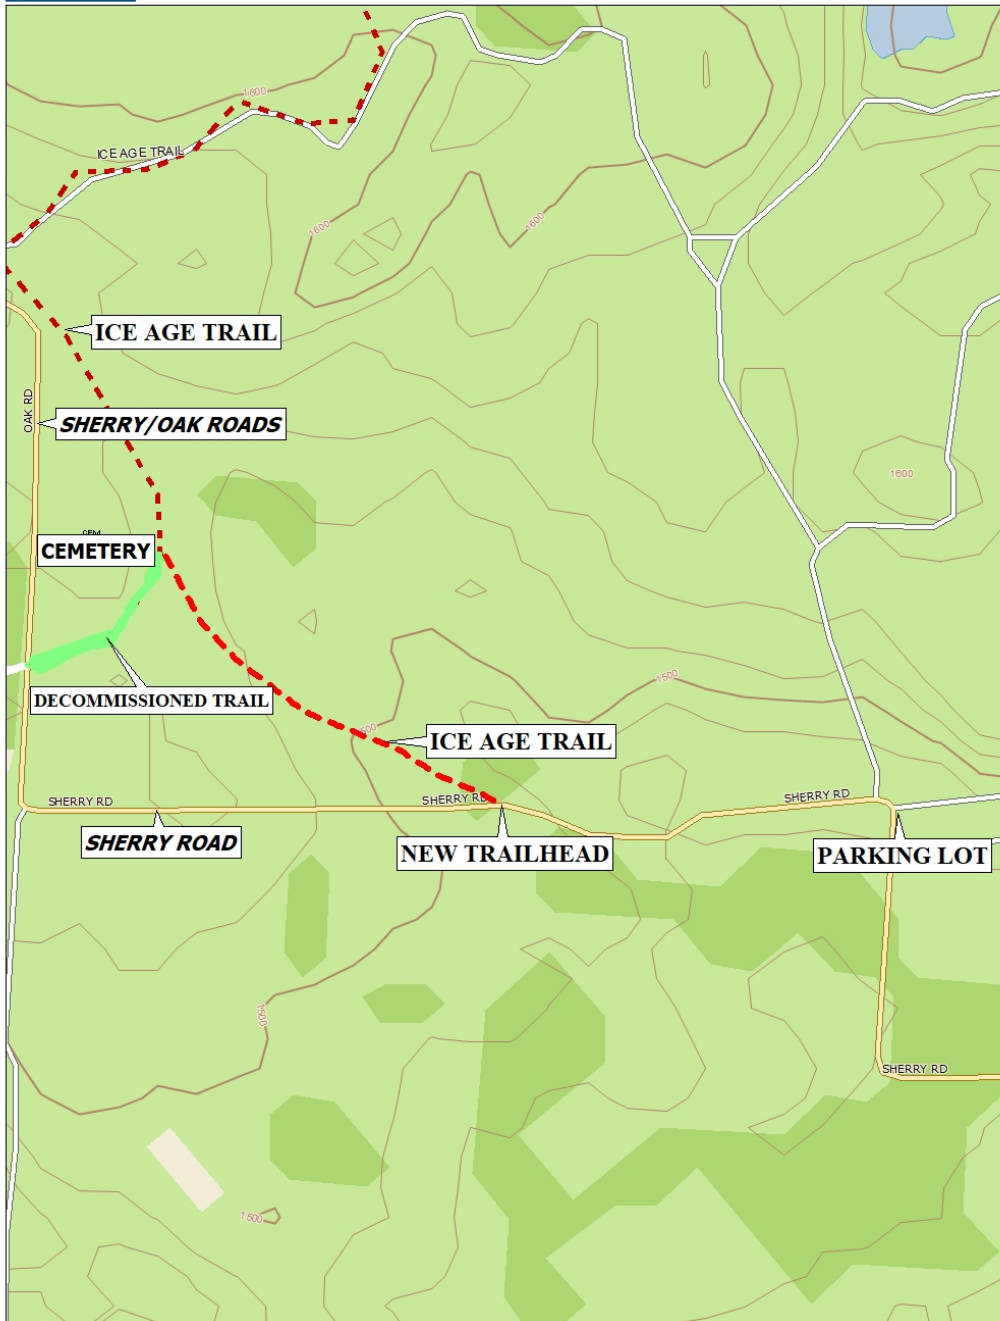 1600
ICE AGE TRAIL
1600
1600
ICE AGE TRAIL
OAK RD
SHERRY/OAK ROADS
1600
CEMETERY
1500
DECOMMISSIONED TRAIL
ICE AGE TRAIL
SHERRY RD
SHERRY RD
SHERRY RD
SHERRY ROAD
NEW TRAILHEAD
PARKING LOT
1500
SHERRY RD
1500